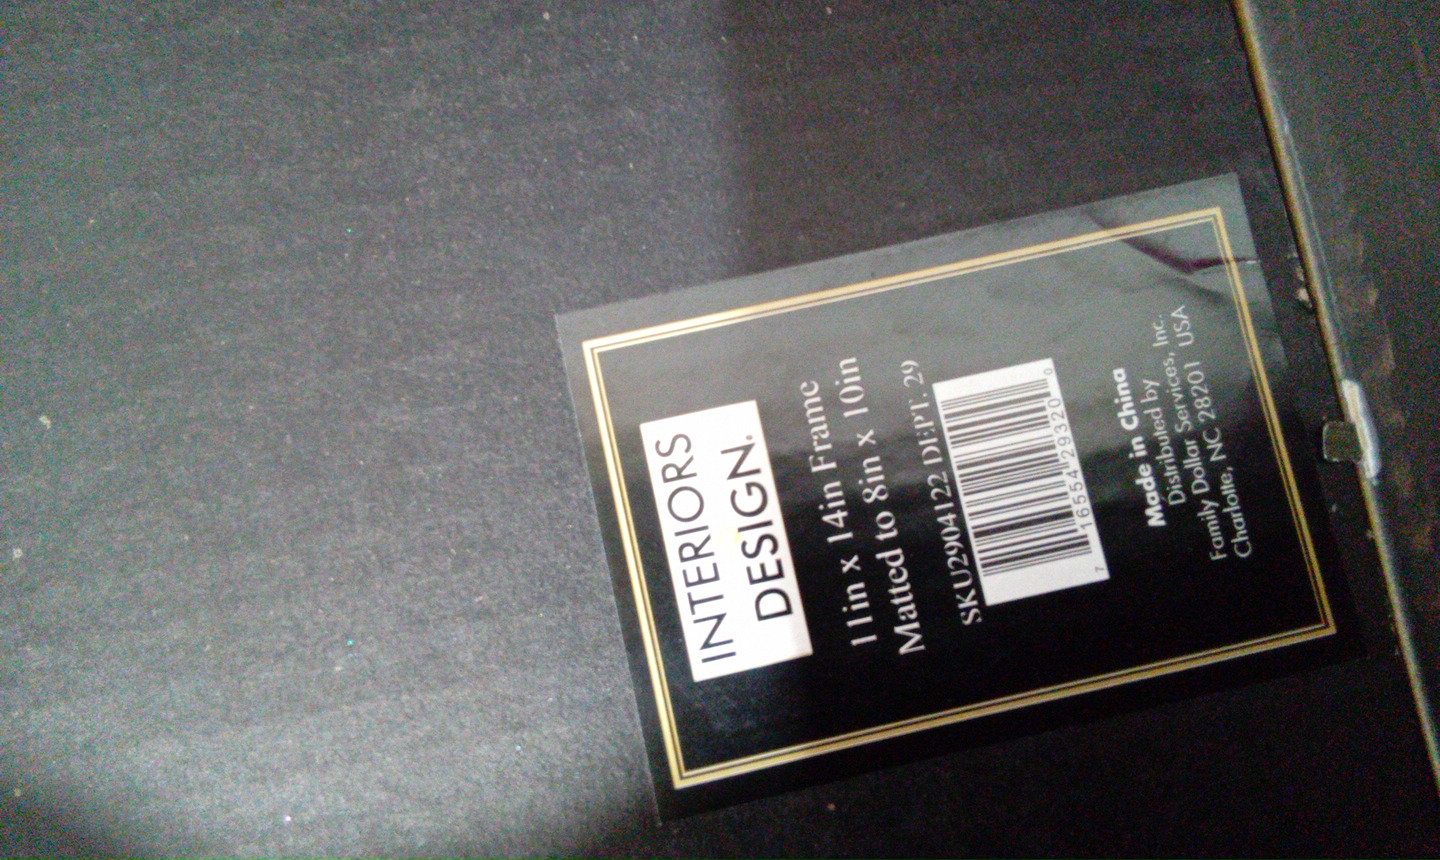 INTERIORS
DESIGN.
11in x 14in Frame
Matted to 8in x 10in
SKU2904122 DEPT. 29
7 16554 29320 0
Made in China
Distributed by
Family Dollar Services, Inc.
Charlotte, NC 28201 USA